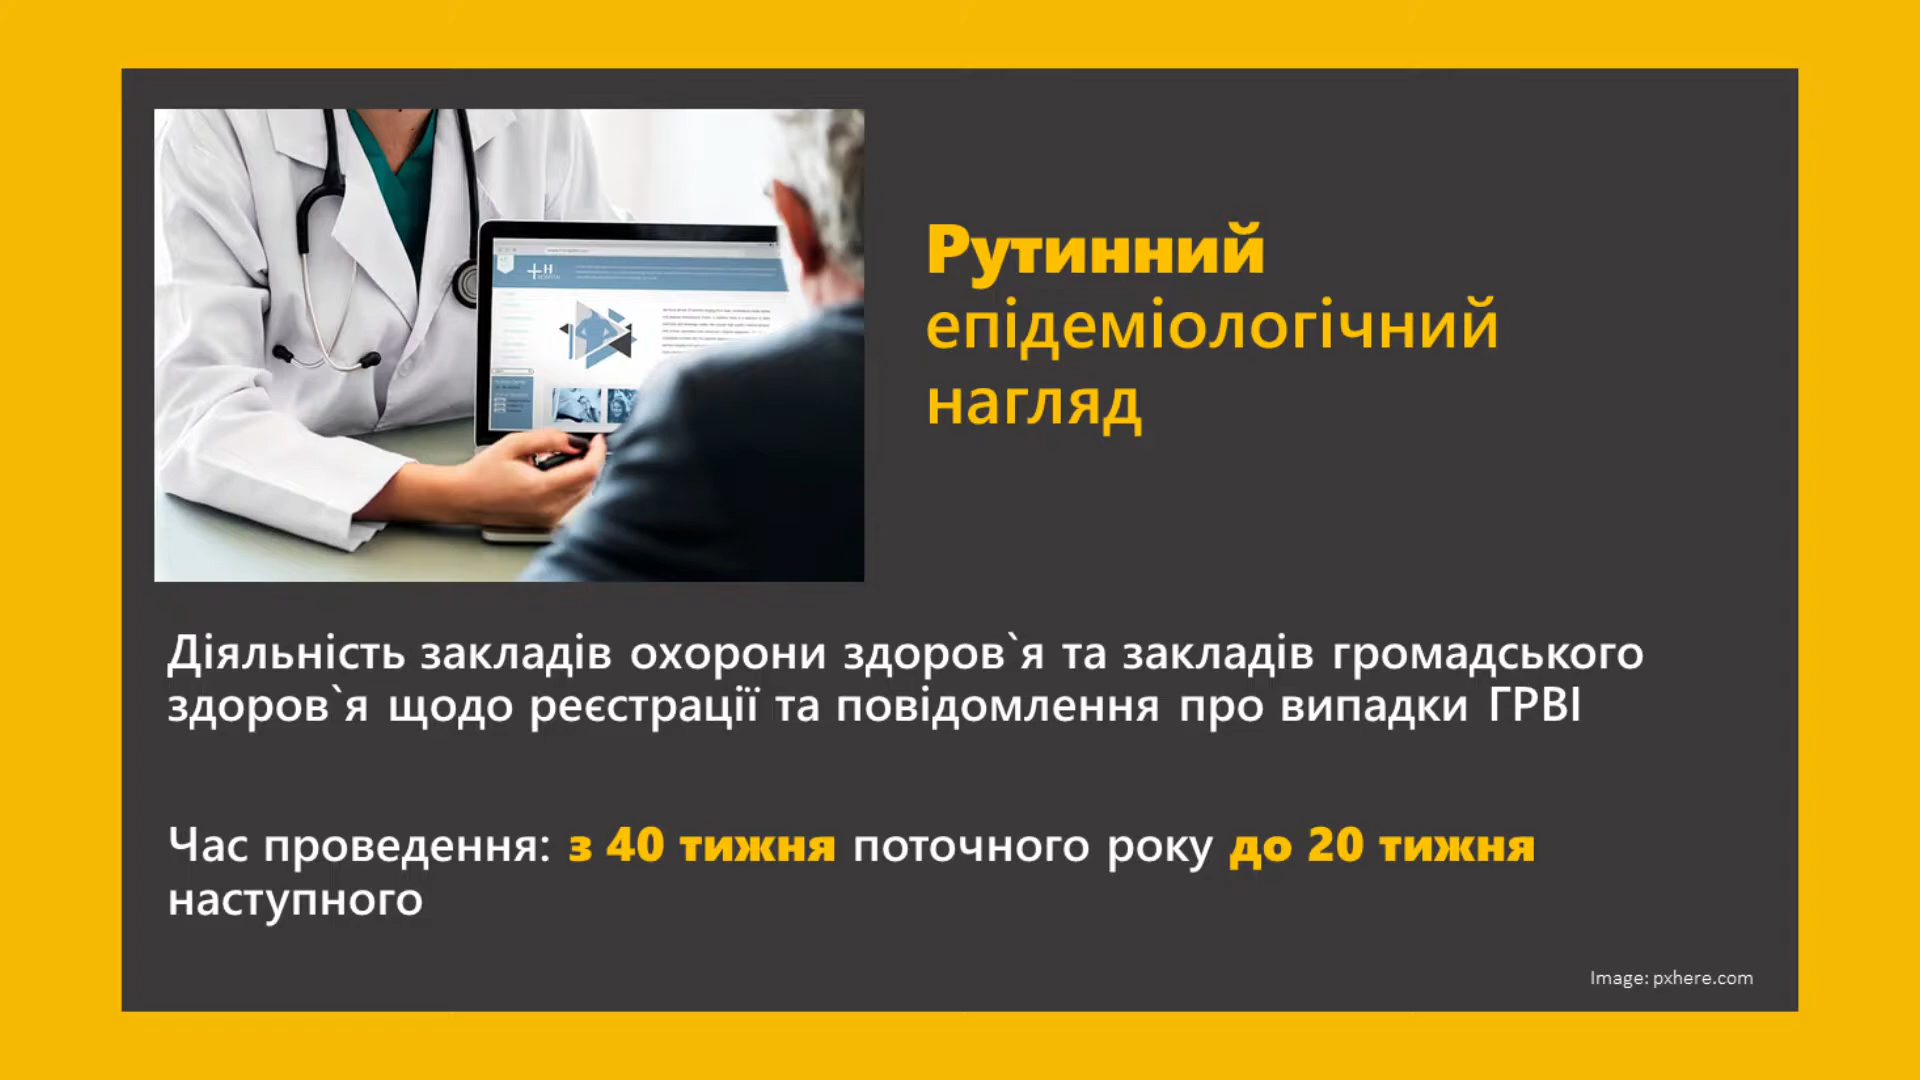 Рутинний
епідеміологічний
нагляд
Діяльність закладів охорони здоров`я та закладів громадського
здоров`я щодо реєстрації та повідомлення про випадки ГРВІ
Час проведення: з 40 тижня поточного року до 20 тижня
наступного
Image: pxhere.com